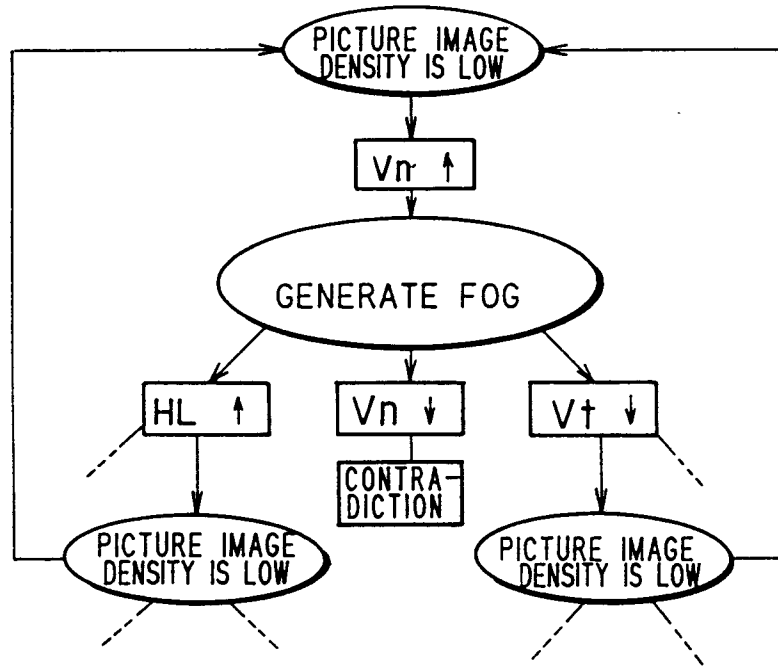 PICTURE IMAGE
DENSITY IS LOW
Vn ↑
GENERATE FOG
HL ↑
Vn ↓
Vt ↓
CONTRA-
DICTION
PICTURE IMAGE
DENSITY IS LOW
PICTURE IMAGE
DENSITY IS LOW